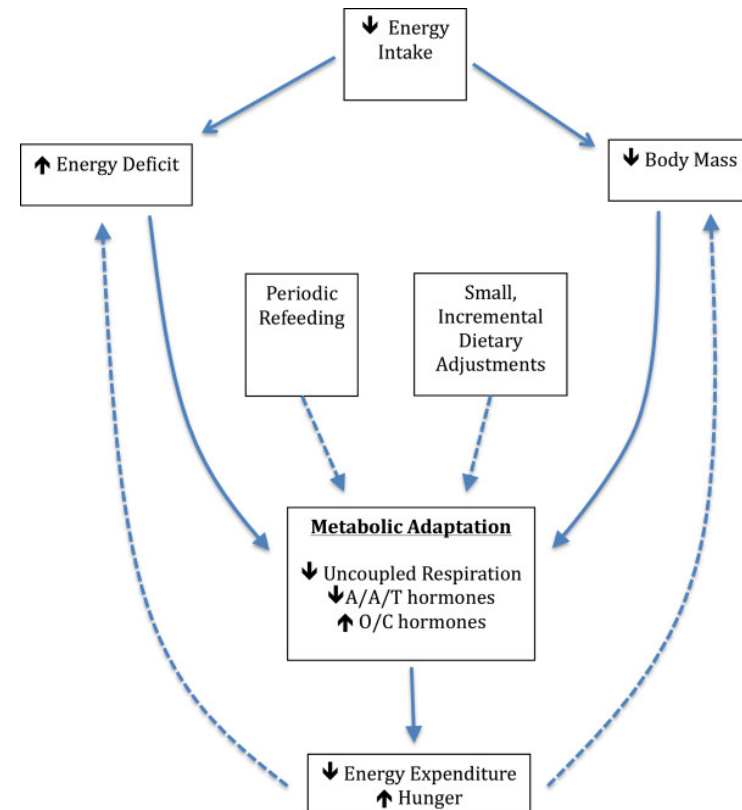 🡇 Energy
Intake
🡅 Energy Deficit
🡇 Body Mass
Periodic
Refeeding
Small,
Incremental
Dietary
Adjustments
Metabolic Adaptation
🡇 Uncoupled Respiration
🡇A/A/T hormones
🡅 O/C hormones
🡇 Energy Expenditure
🡅 Hunger